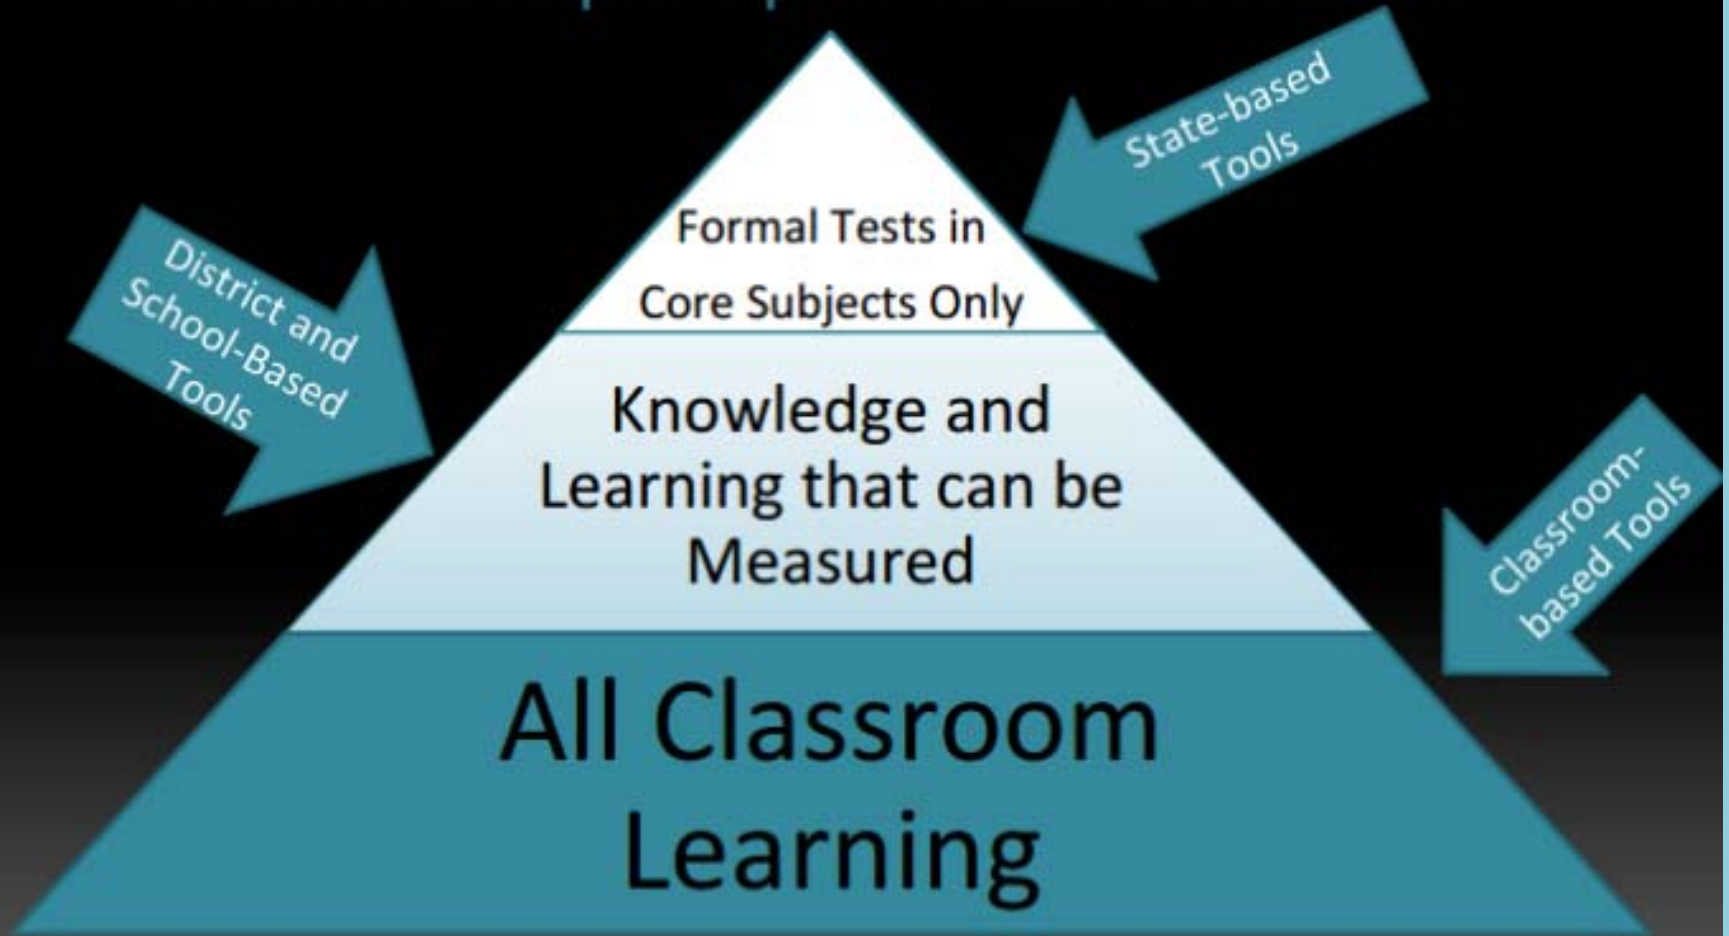 State-based
Tools
Formal Tests in
Core Subjects Only
District and
School-Based
Tools
Knowledge and
Learning that can be
Measured
Classroom-
based Tools
All Classroom
Learning